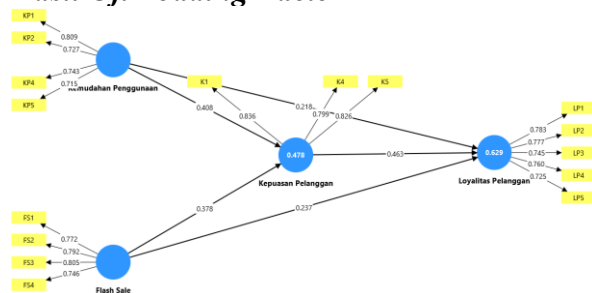 KP1
KP2
KP4
KP5
0.809
0.727
0.743
0.715
Kemudahan Penggunaan
K1
K4
K5
0.836
0.799
0.826
0.218
0.408
0.478
Kepuasan Pelanggan
0.463
0.378
0.237
0.629
Loyalitas Pelanggan
LP1
LP2
LP3
LP4
LP5
0.783
0.777
0.745
0.760
0.725
FS1
FS2
FS3
FS4
0.772
0.792
0.805
0.746
Flash Sale